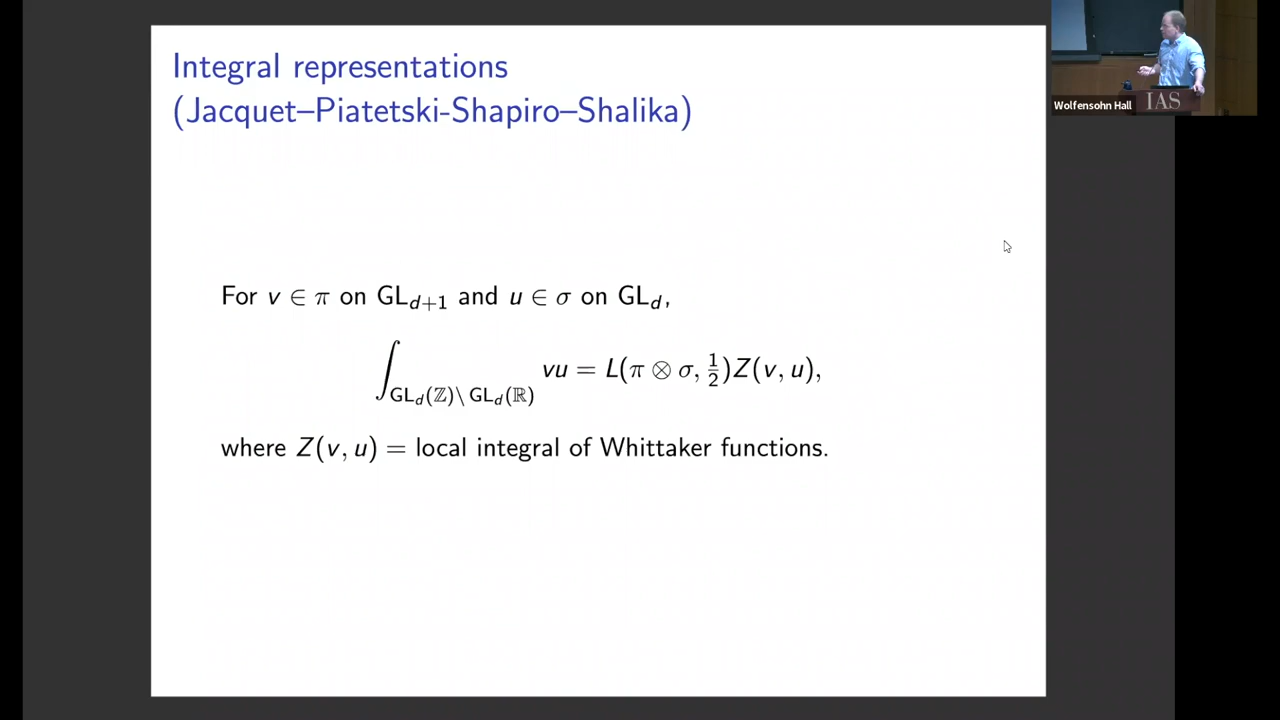 Integral representations
(Jacquet–Piatetski-Shapiro–Shalika)
For v ∈ π on GL_{d+1} and u ∈ σ on GL_d,
∫_{GL_d(ℤ)\ GL_d(ℝ)} vu = L(π ⊗ σ, 1/2)Z(v, u),
where Z(v, u) = local integral of Whittaker functions.
Wolfensohn Hall
IAS